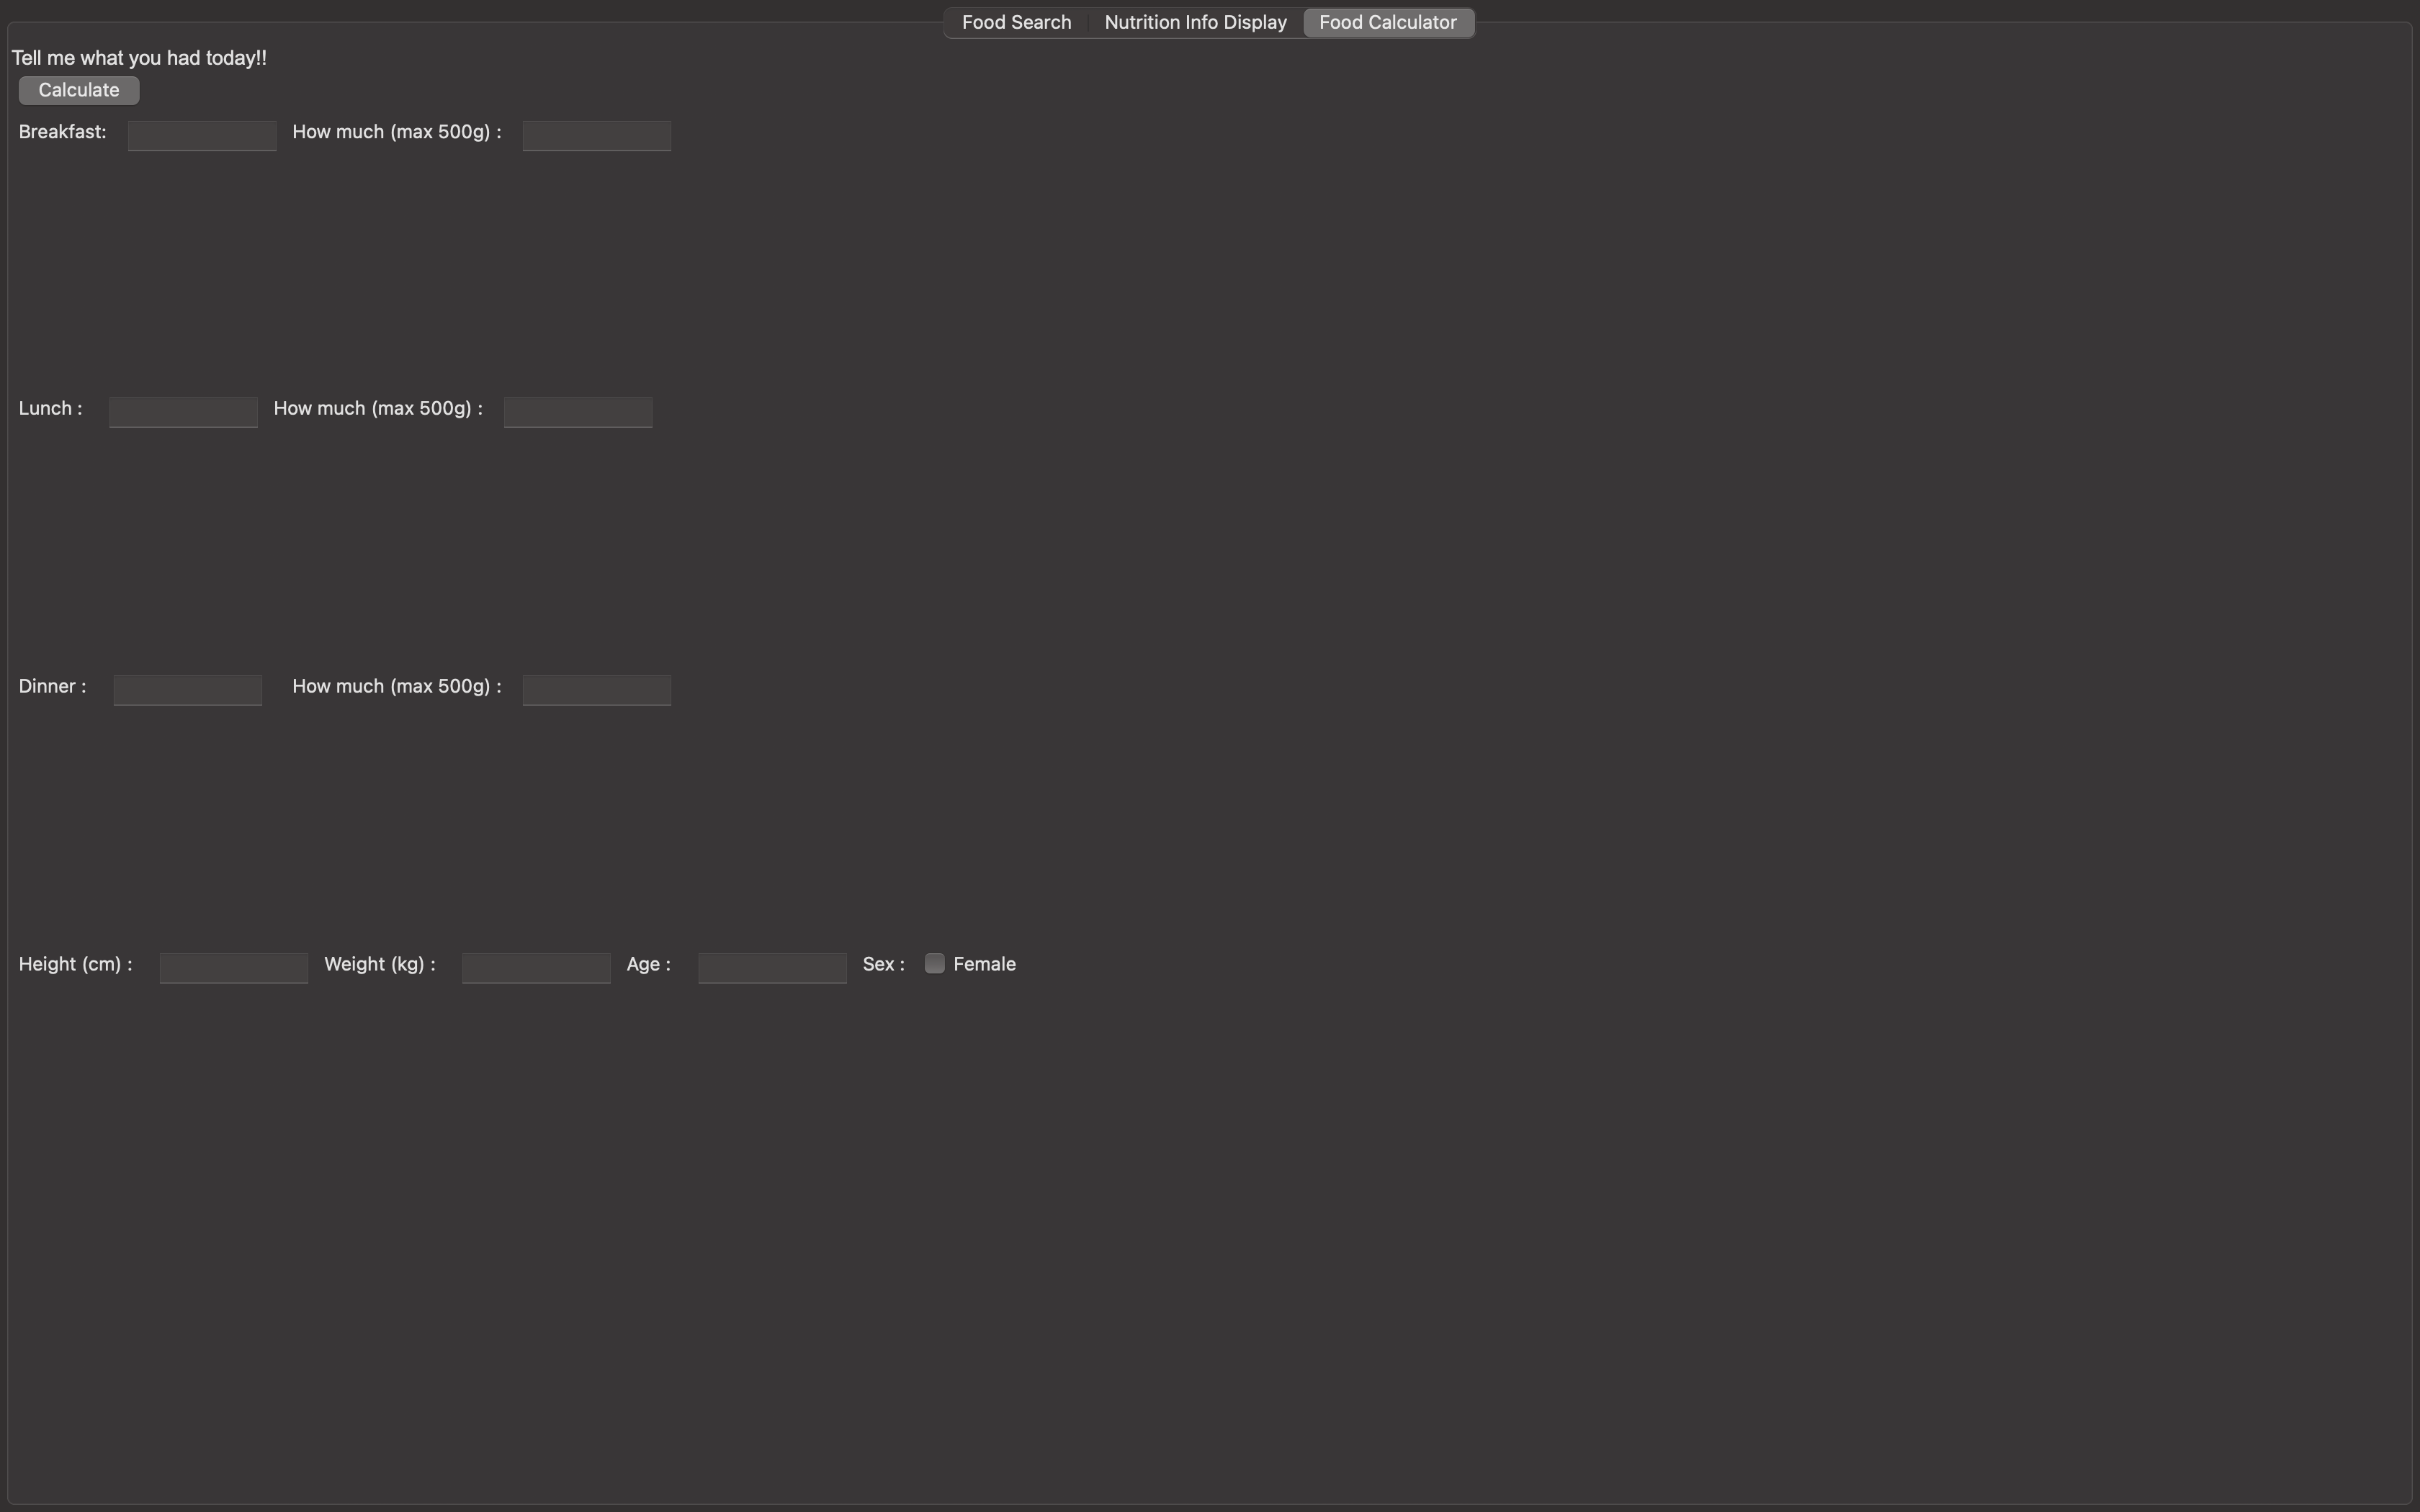 Food Search Nutrition Info Display Food Calculator
Tell me what you had today!!
Calculate
Breakfast: How much (max 500g) :
Lunch : How much (max 500g) :
Dinner : How much (max 500g) :
Height (cm) : Weight (kg) : Age : Sex : Female